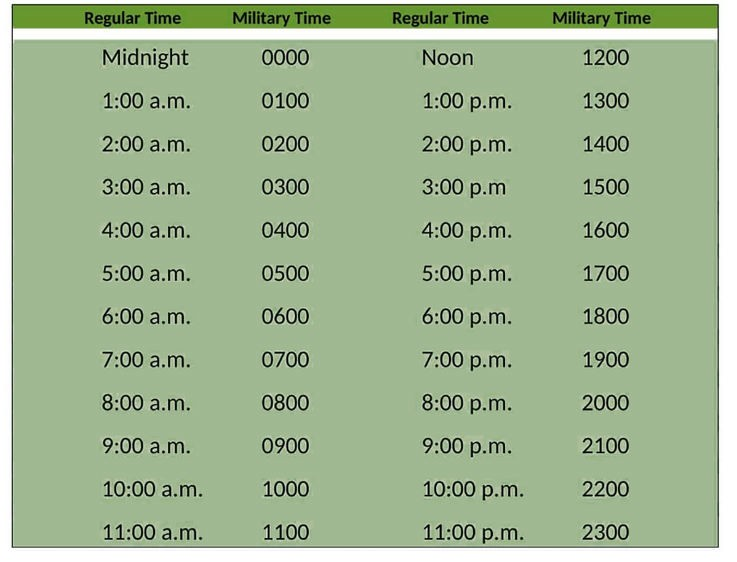 Regular Time Military Time Regular Time Military Time
Midnight 0000 Noon 1200
1:00 a.m. 0100 1:00 p.m. 1300
2:00 a.m. 0200 2:00 p.m. 1400
3:00 a.m. 0300 3:00 p.m 1500
4:00 a.m. 0400 4:00 p.m. 1600
5:00 a.m. 0500 5:00 p.m. 1700
6:00 a.m. 0600 6:00 p.m. 1800
7:00 a.m. 0700 7:00 p.m. 1900
8:00 a.m. 0800 8:00 p.m. 2000
9:00 a.m. 0900 9:00 p.m. 2100
10:00 a.m. 1000 10:00 p.m. 2200
11:00 a.m. 1100 11:00 p.m. 2300